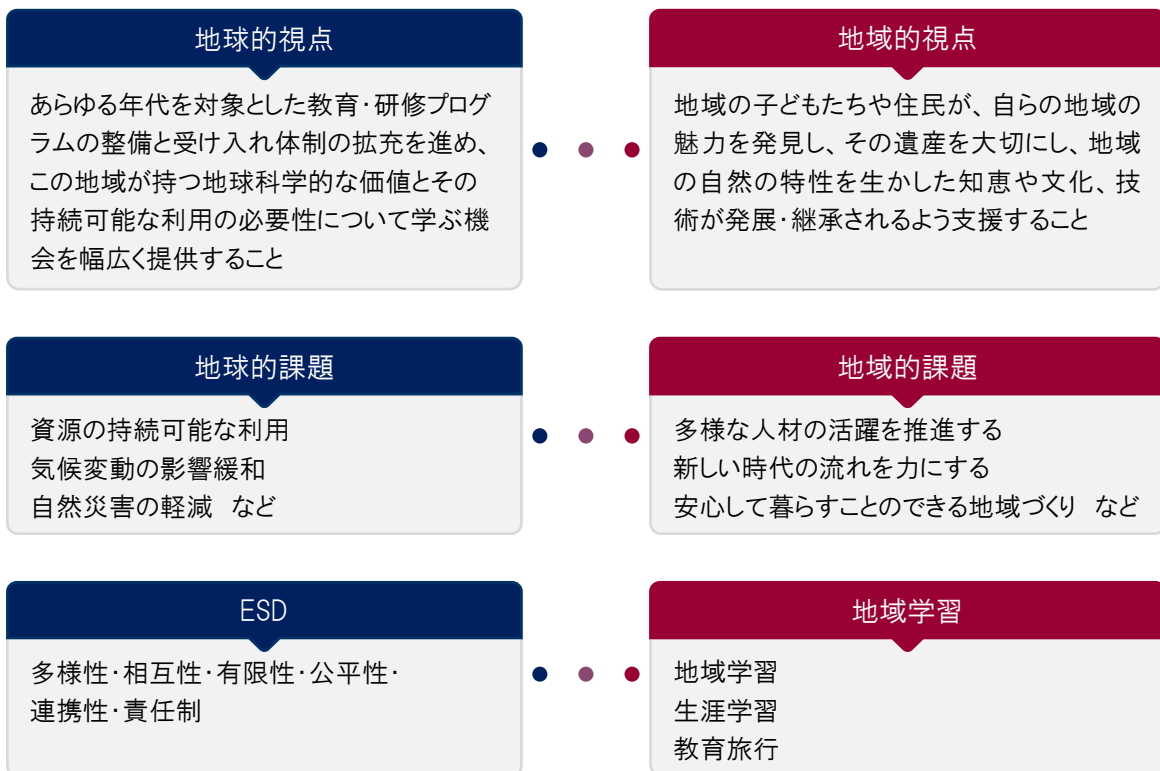 地球的視点
あらゆる年代を対象とした教育・研修プログ
ラムの整備と受け入れ体制の拡充を進め、
この地域が持つ地球科学的な価値とその
持続可能な利用の必要性について学ぶ機
会を幅広く提供すること
地域的視点
地域の子どもたちや住民が、自らの地域の
魅力を発見し、その遺産を大切にし、地域
の自然の特性を生かした知恵や文化、技
術が発展・継承されるよう支援すること
地球的課題
資源の持続可能な利用
気候変動の影響緩和
自然災害の軽減　など
地域的課題
多様な人材の活躍を推進する
新しい時代の流れを力にする
安心して暮らすことのできる地域づくり　など
ESD
多様性・相互性・有限性・公平性・
連携性・責任制
地域学習
地域学習
生涯学習
教育旅行